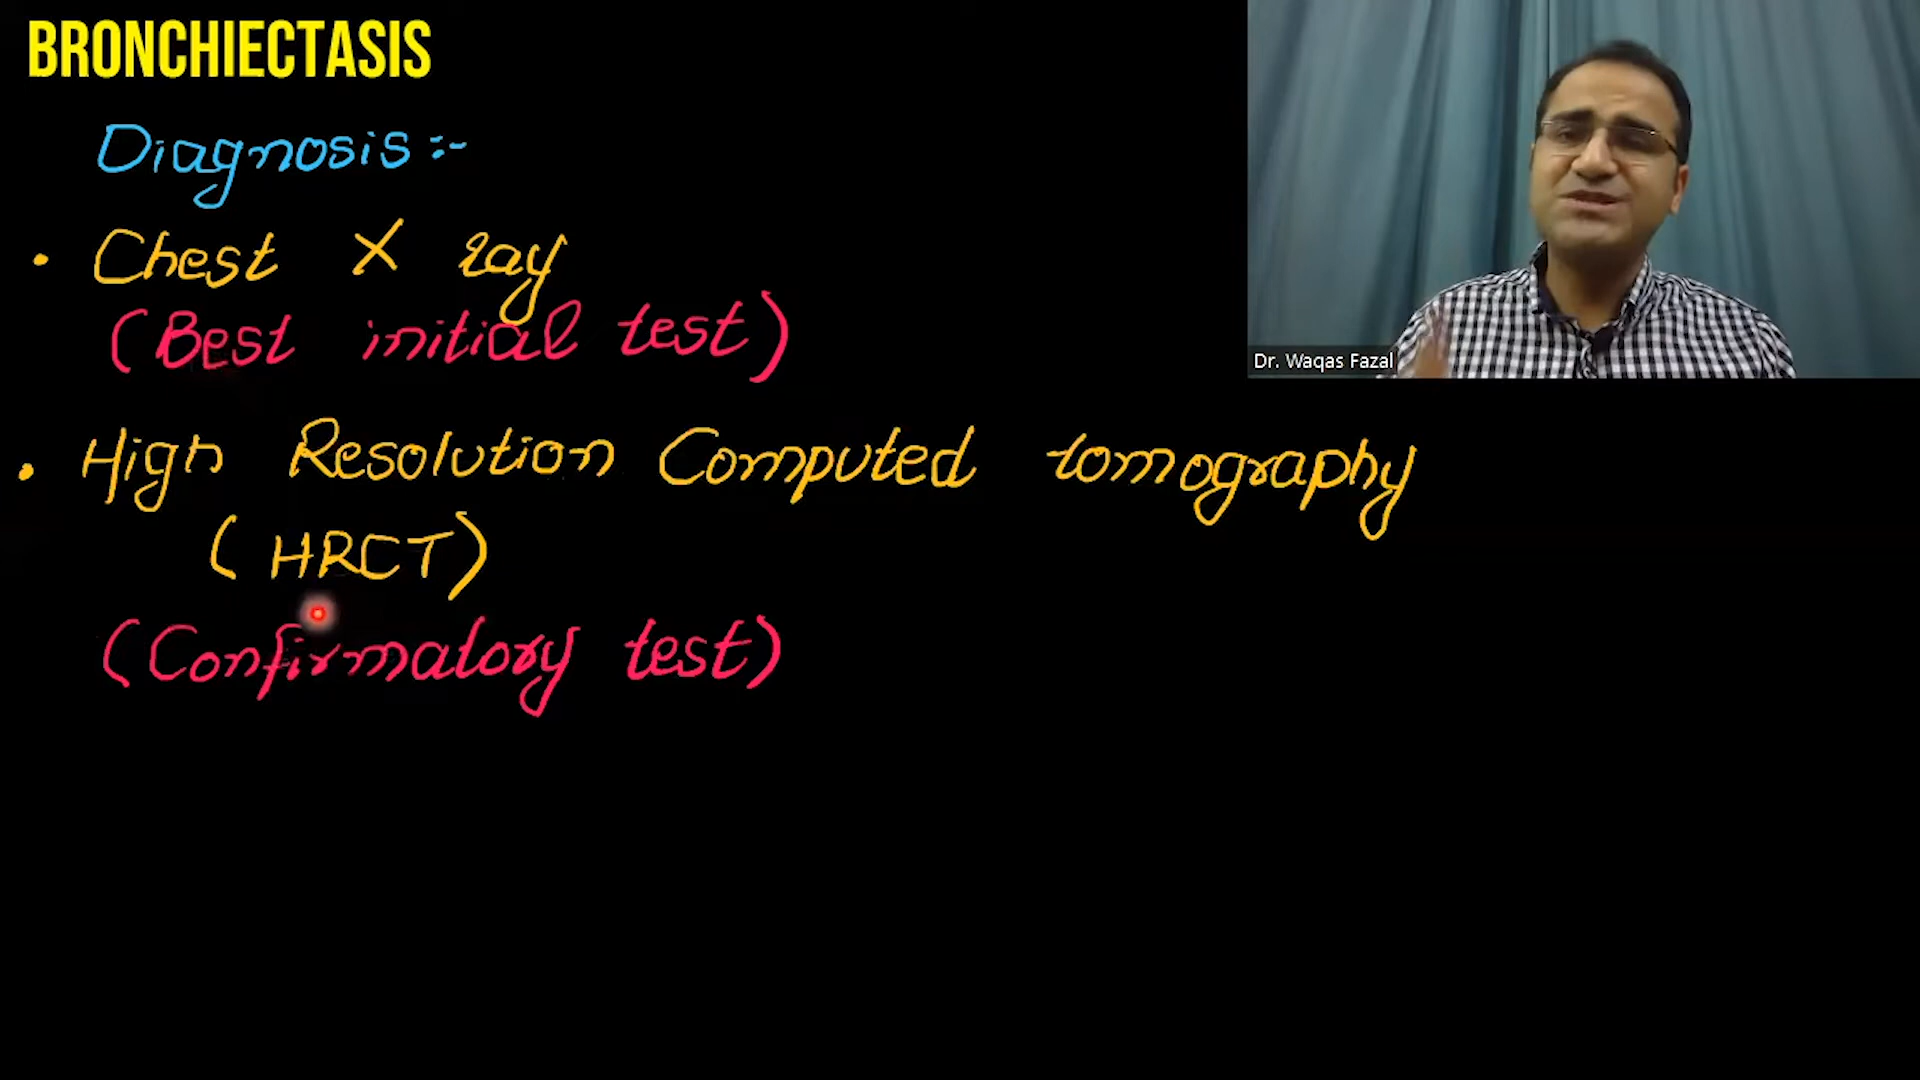 BRONCHIECTASIS
Diagnosis :-
• Chest X ray
(Best initial test)
• High Resolution Computed tomography
(HRCT)
(Confirmatory test)
Dr. Waqas Fazal